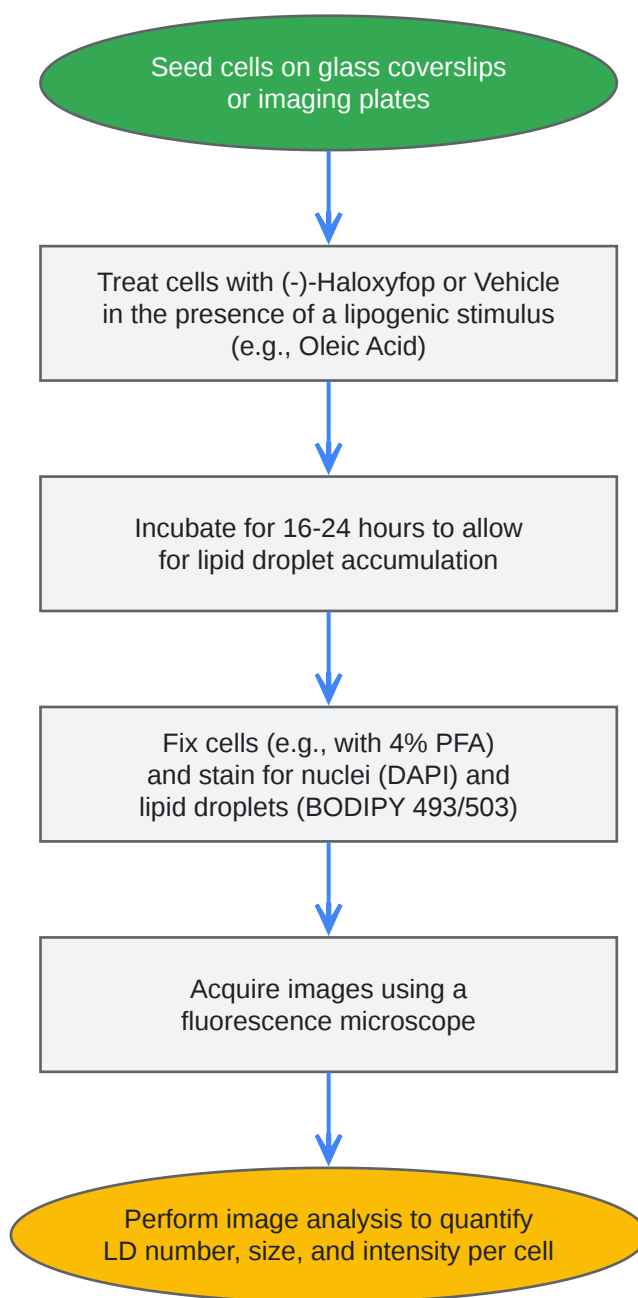 Seed cells on glass coverslips
or imaging plates
Treat cells with (-)-Haloxyfop or Vehicle
in the presence of a lipogenic stimulus
(e.g., Oleic Acid)
Incubate for 16-24 hours to allow
for lipid droplet accumulation
Fix cells (e.g., with 4% PFA)
and stain for nuclei (DAPI) and
lipid droplets (BODIPY 493/503)
Acquire images using a
fluorescence microscope
Perform image analysis to quantify
LD number, size, and intensity per cell